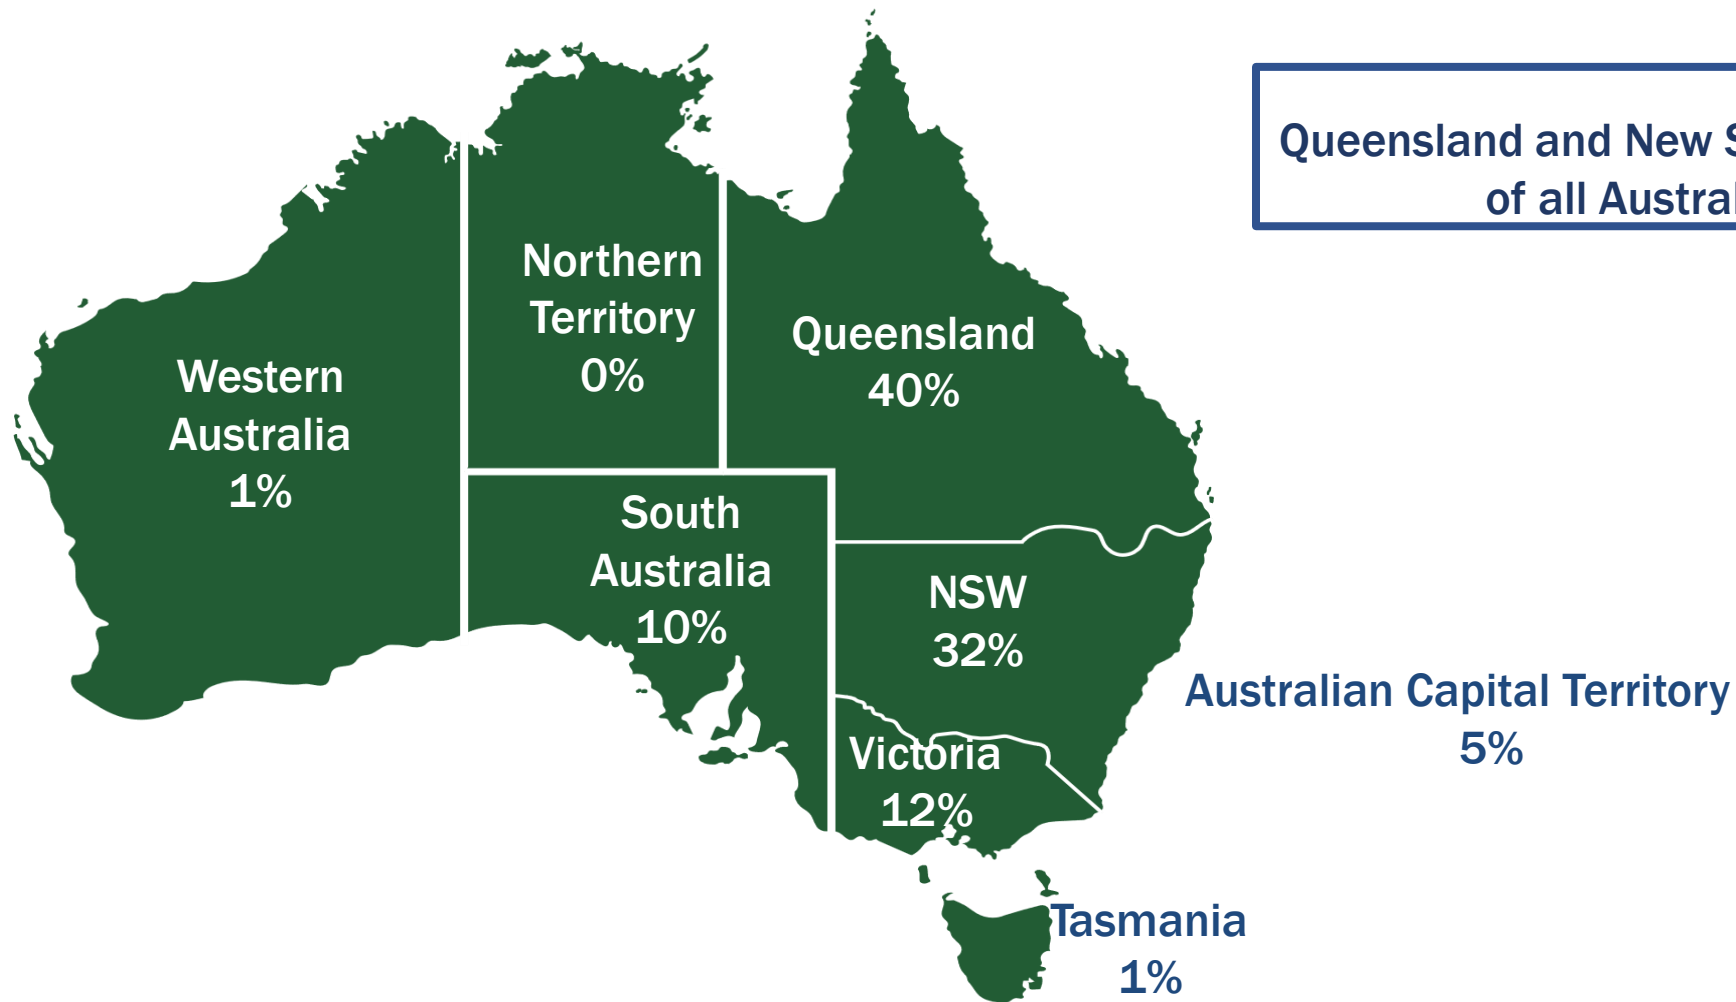 Queensland and New
of all
Northern
Territory
0%
Queensland
40%
Western
Australia
1%
South
Australia
10%
NSW
32%
Australian Capital Territory
5%
Victoria
12%
Tasmania
1%